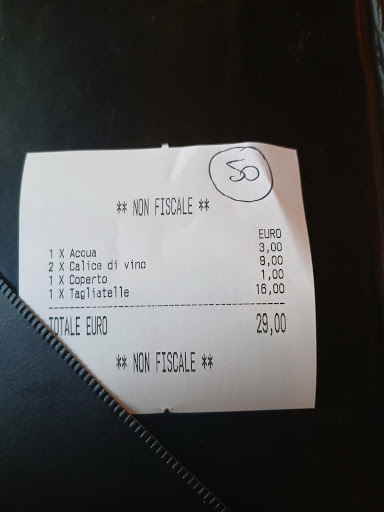 50
** NON FISCALE **
EURO
1 X Acqua 3,00
2 X Calice di vino 9,00
1 X Coperto 1,00
1 X Tagliatelle 16,00
TOTALE EURO 29,00
** NON FISCALE **